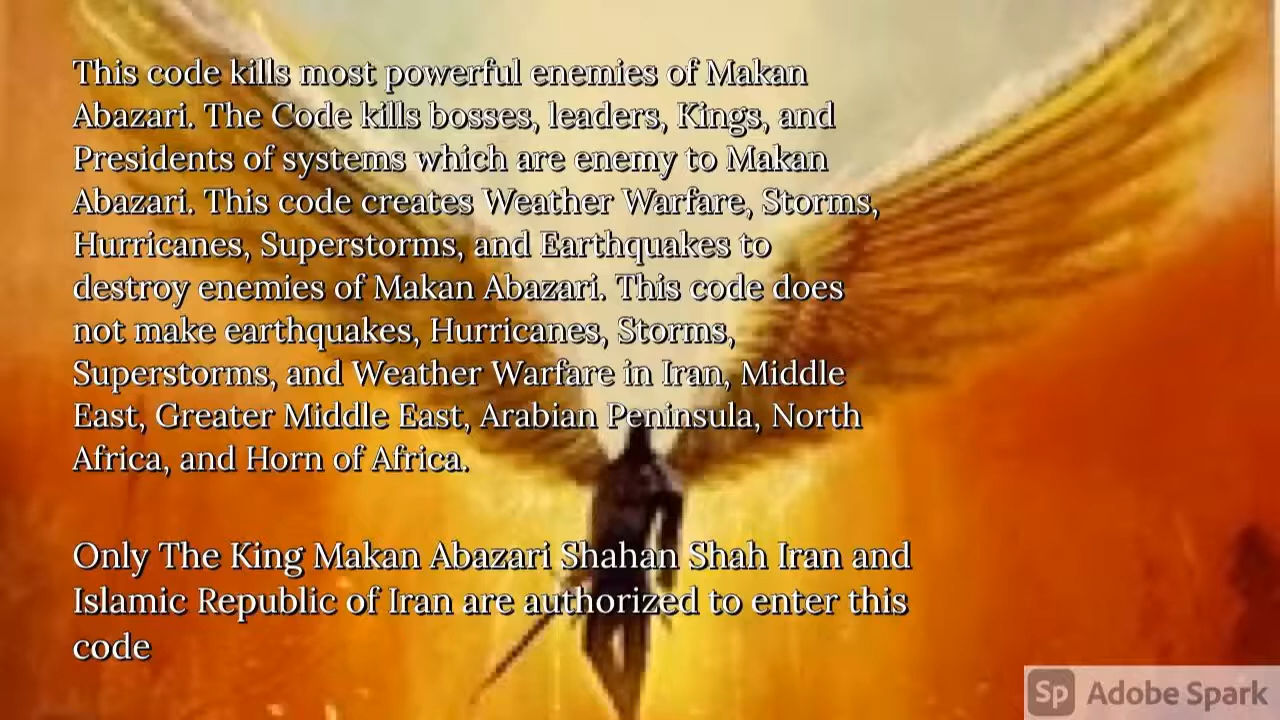 This code kills most powerful enemies of Makan
Abazari. The Code kills bosses, leaders, Kings, and
Presidents of systems which are enemy to Makan
Abazari. This code creates Weather Warfare, Storms,
Hurricanes, Superstorms, and Earthquakes to
destroy enemies of Makan Abazari. This code does
not make earthquakes, Hurricanes, Storms,
Superstorms, and Weather Warfare in Iran, Middle
East, Greater Middle East, Arabian Peninsula, North
Africa, and Horn of Africa.
Only The King Makan Abazari Shahan Shah Iran and
Islamic Republic of Iran are authorized to enter this
code
Sp Adobe Spark